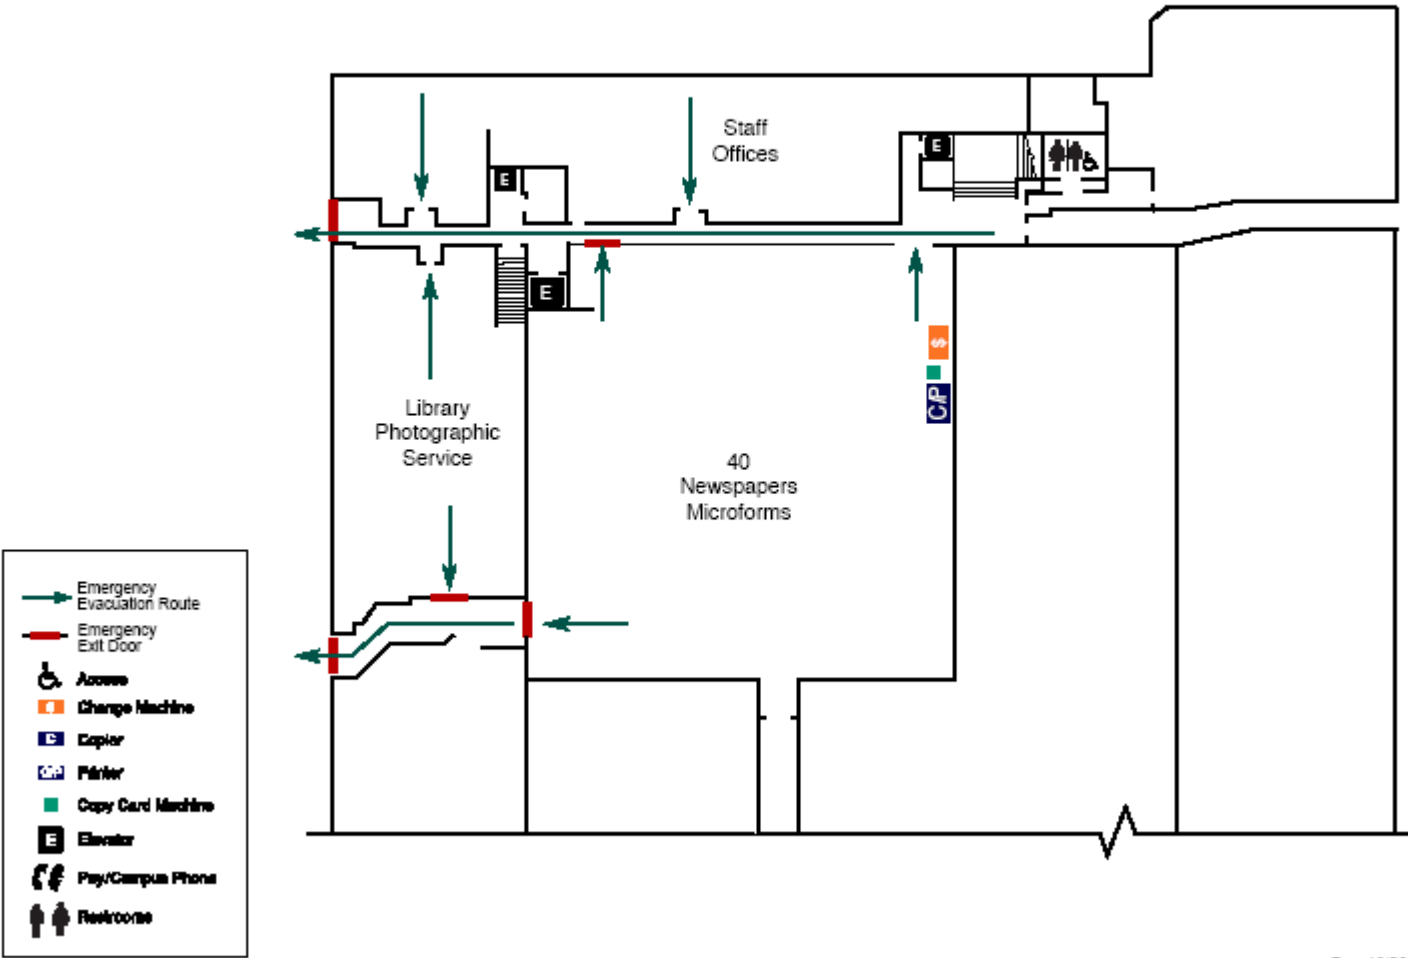 Staff
Offices
E
E
E
Library
Photographic
Service
$
C/P
40
Newspapers
Microforms
Emergency
Evacuation Route
Emergency
Exit Door
Access
Change Machine
Copier
C/P Printer
Copy Card Machine
E Elevator
Pay/Campus Phone
Restrooms